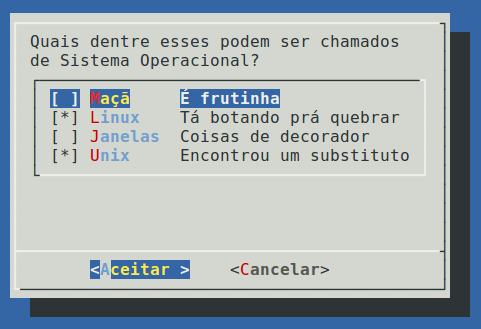 Quais dentre esses podem ser chamados
de Sistema Operacional?
[ ] Maçã É frutinha
[*] Linux Tá botando prá quebrar
[ ] Janelas Coisas de decorador
[*] Unix Encontrou um substituto
<Aceitar > <Cancelar>